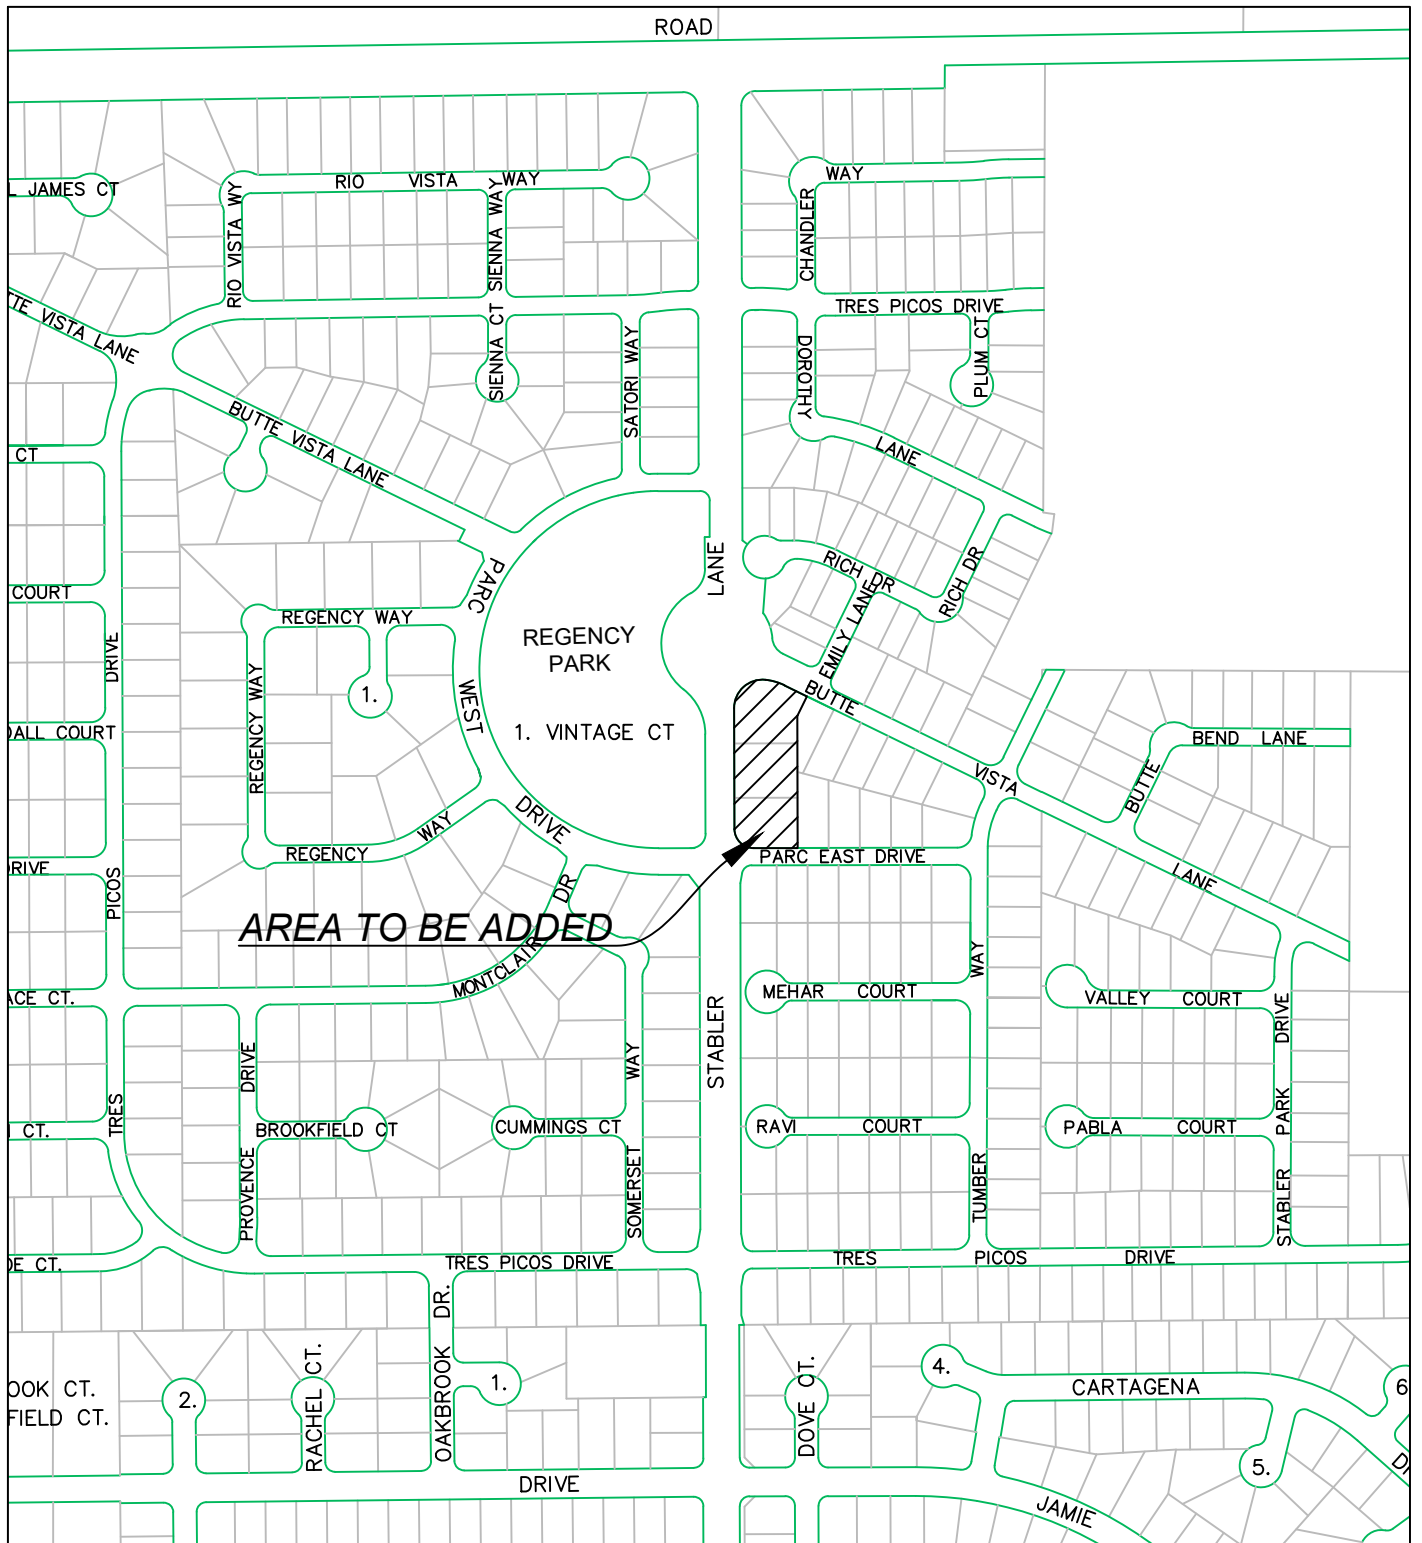 ROAD
L JAMES CT
RIO VISTA WAY
RIO VISTA WY
SIENNA WAY
WAY
CHANDLER
TRES PICOS DRIVE
TTE VISTA LANE
SIENNA CT
SATORI WAY
DOROTHY
PLUM CT
BUTTE VISTA LANE
LANE
CT
PARC
LANE
RICH DR
RICH DR
COURT
REGENCY WAY
EMILY LANE
REGENCY
PARK
DRIVE
1.
WEST
BUTTE
REGENCY WAY
1. VINTAGE CT
DALL COURT
BEND LANE
VISTA
BUTTE
DRIVE
WAY
REGENCY
PARC EAST DRIVE
DRIVE
LANE
PICOS
DR
AREA TO BE ADDED
WAY
MONTCLAIR
MEHAR COURT
VALLEY COURT
ACE CT.
STABLER
DRIVE
DRIVE
WAY
TRES
I CT.
BROOKFIELD CT
CUMMINGS CT
RAVI COURT
PABLA COURT
PARK
PROVENCE
SOMERSET
TUMBER
STABLER
DE CT.
TRES PICOS DRIVE
TRES PICOS DRIVE
DR.
OAKBROOK
RACHEL CT.
DOVE CT.
4.
OOK CT.
FIELD CT.
2.
1.
CARTAGENA
6
5.
DRIVE
JAMIE